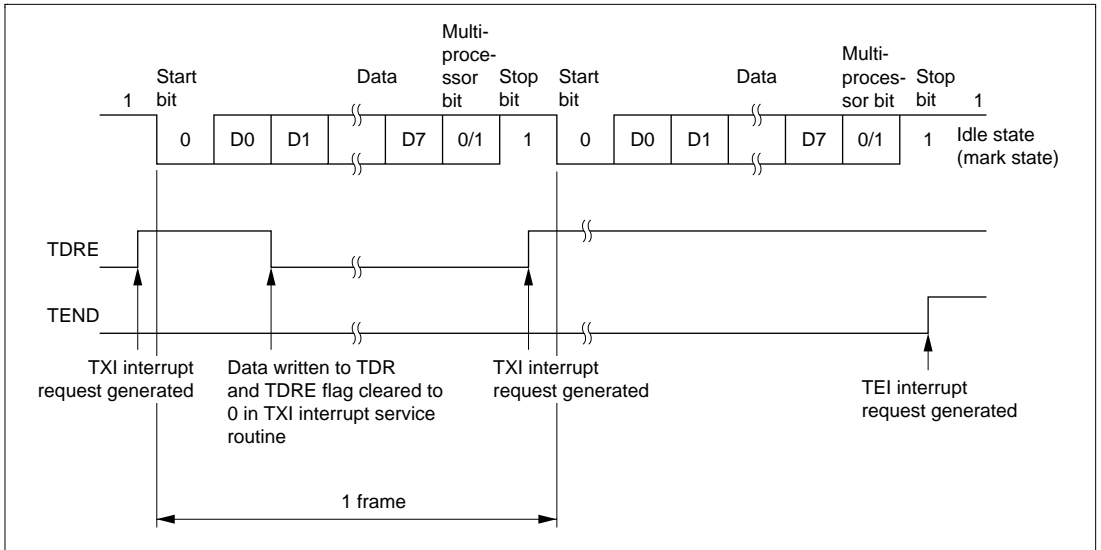 Multi-
proce-
ssor
bit
Multi-
proces-
sor bit
Start
bit
Data
Stop
bit
Start
bit
Data
Stop
bit
1
1
0
D0
D1
D7
0/1
1
0
D0
D1
D7
0/1
1
Idle state
(mark state)
TDRE
TEND
TXI interrupt
request generated
Data written to TDR
and TDRE flag cleared to
0 in TXI interrupt service
routine
TXI interrupt
request generated
TEI interrupt
request generated
1 frame